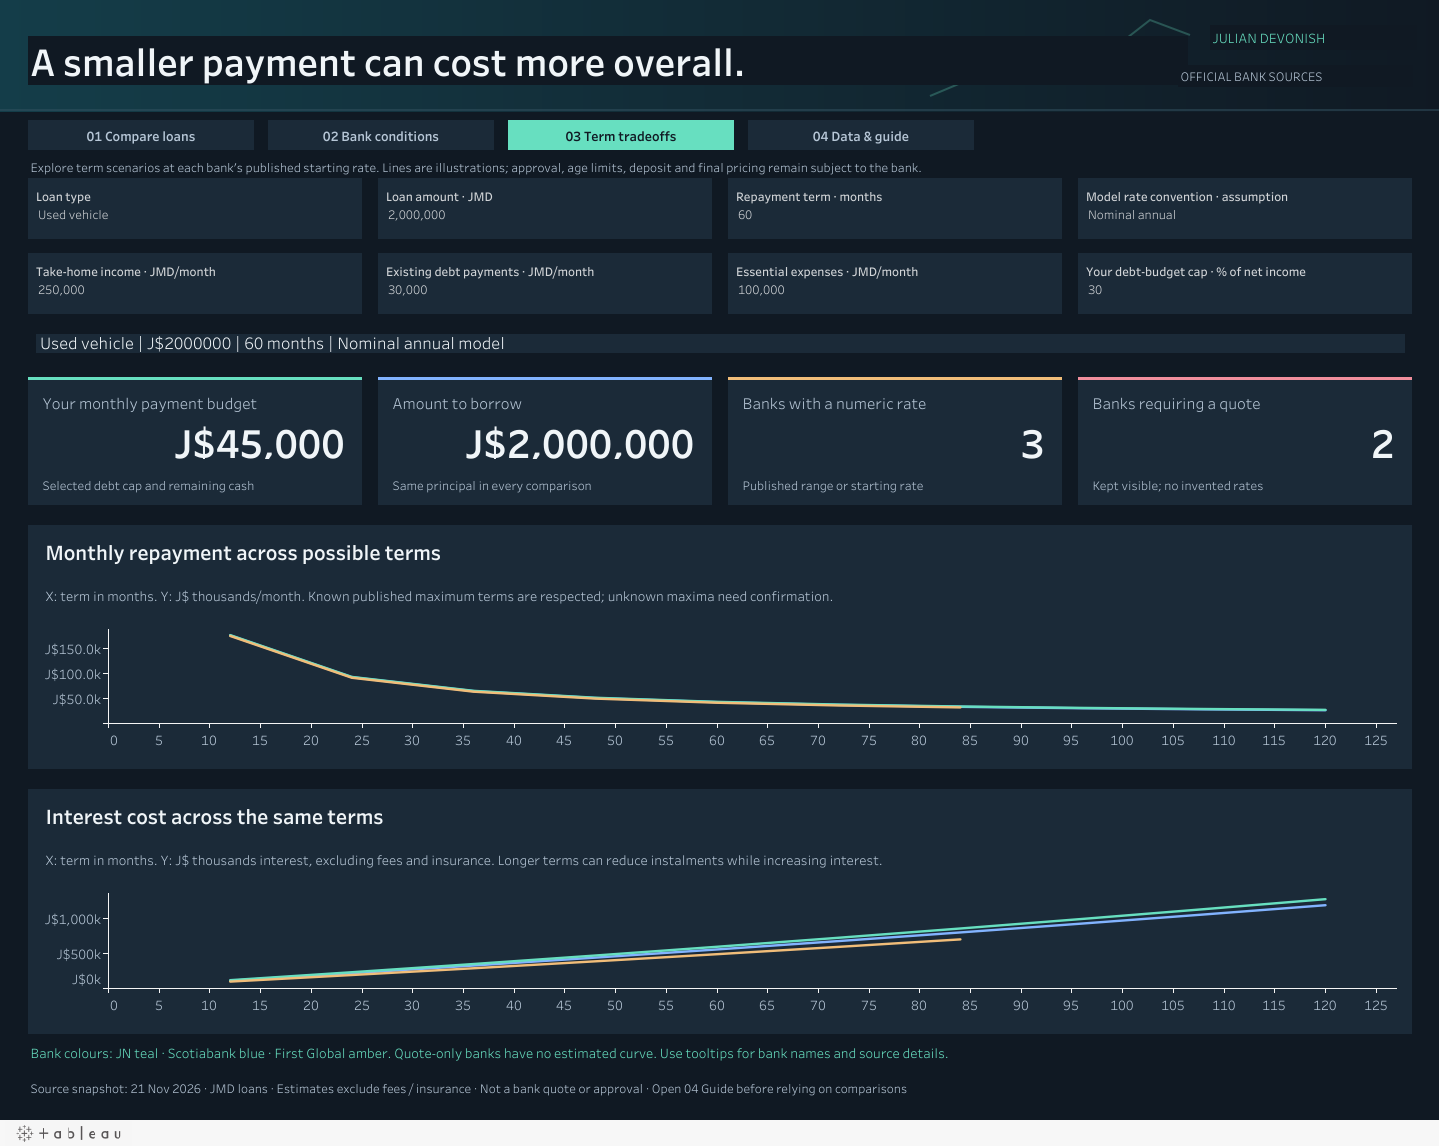 A smaller payment can cost more overall.
JULIAN DEVONISH
OFFICIAL BANK SOURCES
01 Compare loans
02 Bank conditions
03 Term tradeoffs
04 Data & guide
Explore term scenarios at each bank's published starting rate. Lines are illustrations; approval, age limits, deposit and final pricing remain subject to the bank.
Loan type
Used vehicle
Loan amount · JMD
2,000,000
Repayment term · months
60
Model rate convention · assumption
Nominal annual
Take-home income · JMD/month
250,000
Existing debt payments · JMD/month
30,000
Essential expenses · JMD/month
100,000
Your debt-budget cap · % of net income
30
Used vehicle | J$2000000 | 60 months | Nominal annual model
Your monthly payment budget
J$45,000
Selected debt cap and remaining cash
Amount to borrow
J$2,000,000
Same principal in every comparison
Banks with a numeric rate
3
Published range or starting rate
Banks requiring a quote
2
Kept visible; no invented rates
Monthly repayment across possible terms
X: term in months. Y: J$ thousands/month. Known published maximum terms are respected; unknown maxima need confirmation.
J$150.0k
J$100.0k
J$50.0k
0 5 10 15 20 25 30 35 40 45 50 55 60 65 70 75 80 85 90 95 100 105 110 115 120 125
Interest cost across the same terms
X: term in months. Y: J$ thousands interest, excluding fees and insurance. Longer terms can reduce instalments while increasing interest.
J$1,000k
J$500k
J$0k
0 5 10 15 20 25 30 35 40 45 50 55 60 65 70 75 80 85 90 95 100 105 110 115 120 125
Bank colours: JN teal · Scotiabank blue · First Global amber. Quote-only banks have no estimated curve. Use tooltips for bank names and source details.
Source snapshot: 21 Nov 2026 · JMD loans · Estimates exclude fees / insurance · Not a bank quote or approval · Open 04 Guide before relying on comparisons
+ableau